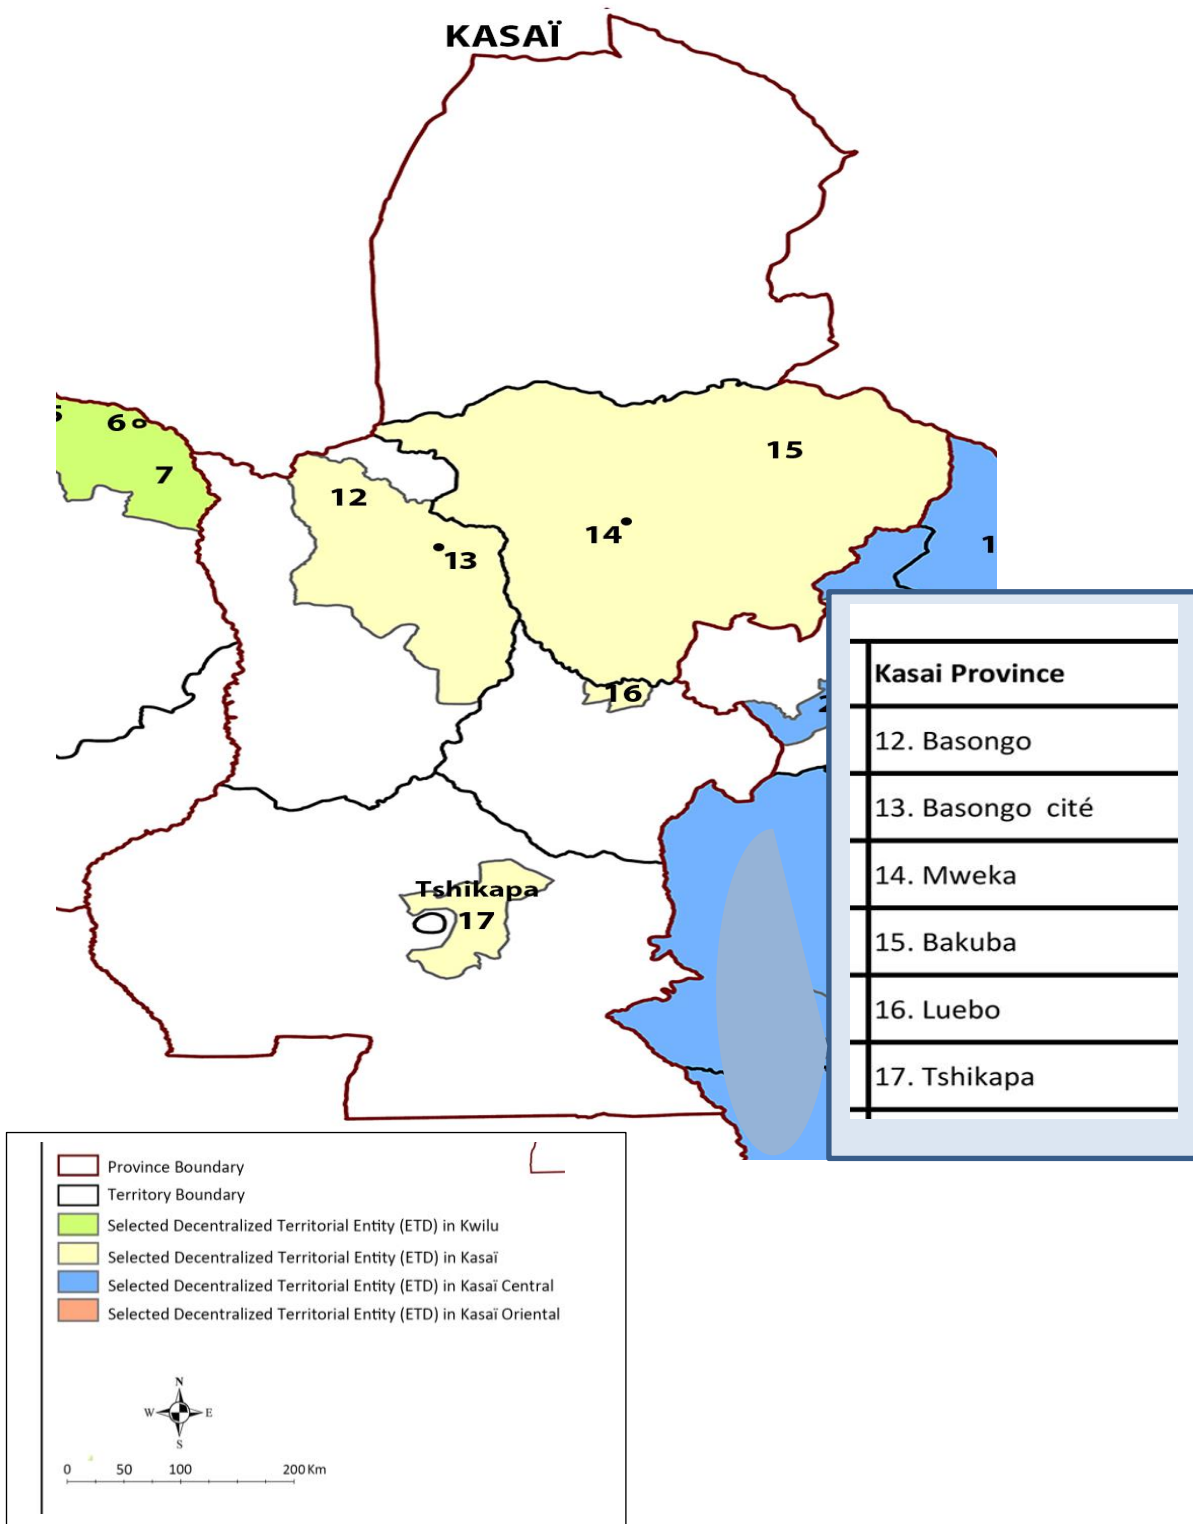 KASAÏ
15
6
7
12
14
13
1
16
Kasai Province
12. Basongo
13. Basongo cité
14. Mweka
15. Bakuba
16. Luebo
17. Tshikapa
Tshikapa
17
Province Boundary
Territory Boundary
Selected Decentralized Territorial Entity (ETD) in Kwilu
Selected Decentralized Territorial Entity (ETD) in Kasaï
Selected Decentralized Territorial Entity (ETD) in Kasaï Central
Selected Decentralized Territorial Entity (ETD) in Kasaï Oriental
N
W E
S
0 50 100 200 Km